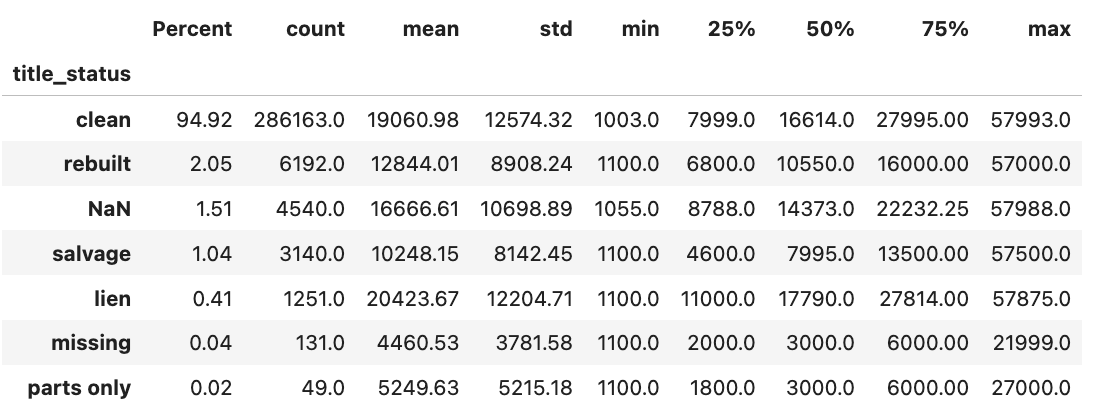 Percent count mean std min 25% 50% 75% max
title_status
clean 94.92 286163.0 19060.98 12574.32 1003.0 7999.0 16614.0 27995.00 57993.0
rebuilt 2.05 6192.0 12844.01 8908.24 1100.0 6800.0 10550.0 16000.00 57000.0
NaN 1.51 4540.0 16666.61 10698.89 1055.0 8788.0 14373.0 22232.25 57988.0
salvage 1.04 3140.0 10248.15 8142.45 1100.0 4600.0 7995.0 13500.00 57500.0
lien 0.41 1251.0 20423.67 12204.71 1100.0 11000.0 17790.0 27814.00 57875.0
missing 0.04 131.0 4460.53 3781.58 1100.0 2000.0 3000.0 6000.00 21999.0
parts only 0.02 49.0 5249.63 5215.18 1100.0 1800.0 3000.0 6000.00 27000.0